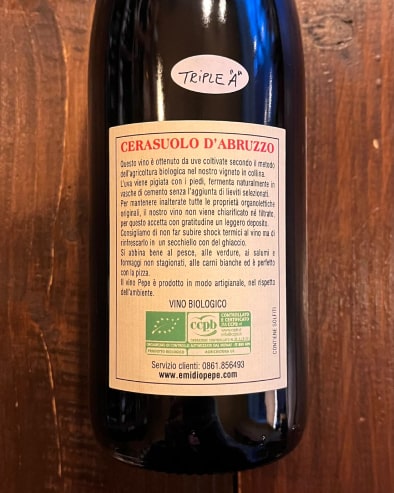 TRIPLE "A"
CERASUOLO D'ABRUZZO
Questo vino è ottenuto da uve coltivate secondo il metodo
dell'agricoltura biologica nel nostro vigneto in collina.
L'uva viene pigiata con i piedi, fermenta naturalmente in
vasche di cemento senza l'aggiunta di lieviti selezionati.
Per mantenere inalterate tutte le proprietà organolettiche
originali, il nostro vino non viene chiarificato né filtrato,
per questo accetta con gratitudine un leggero deposito.
Consigliamo di non far subire shock termici al vino ma di
rinfrescarlo in un secchiello con del ghiaccio.
Si abbina bene al pesce, alle verdure, ai salumi e
formaggi non stagionati, alle carni bianche ed è perfetto
con la pizza.
Il vino Pepe è prodotto in modo artigianale, nel rispetto
dell'ambiente.
VINO BIOLOGICO
ccpb
CONTROLLATO
E CERTIFICATO
DA CCPB
CONTIENE SOLFITI
Servizio clienti: 0861.856493
www.emidiopepe.com